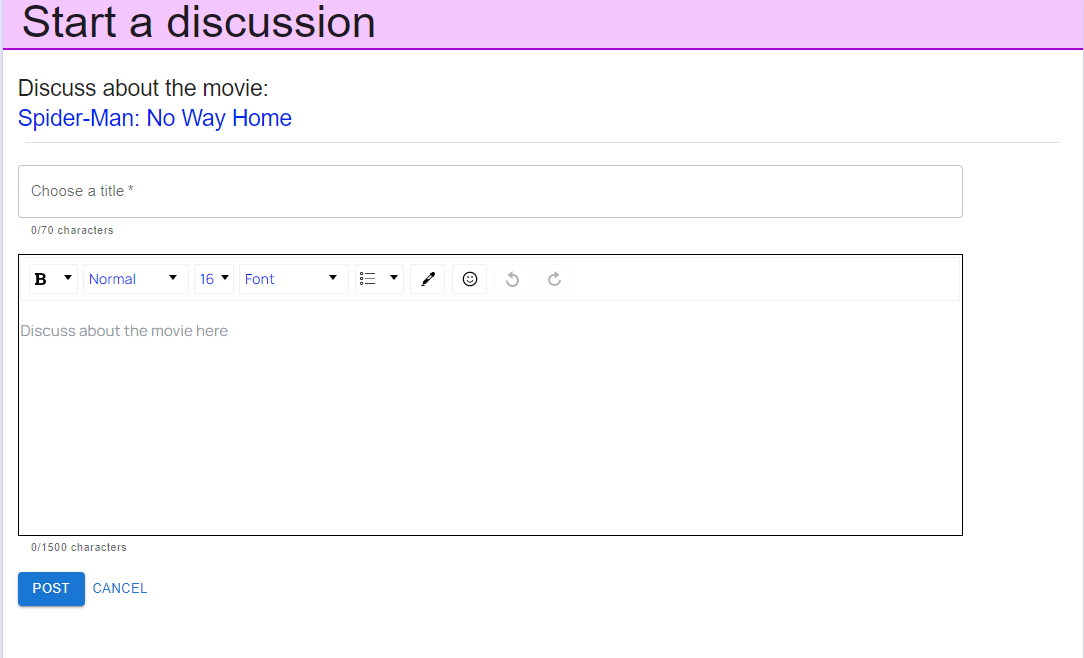 Start a discussion
Discuss about the movie:
Spider-Man: No Way Home
Choose a title *
0/70 characters
B Normal 16 Font
Discuss about the movie here
0/1500 characters
POST CANCEL